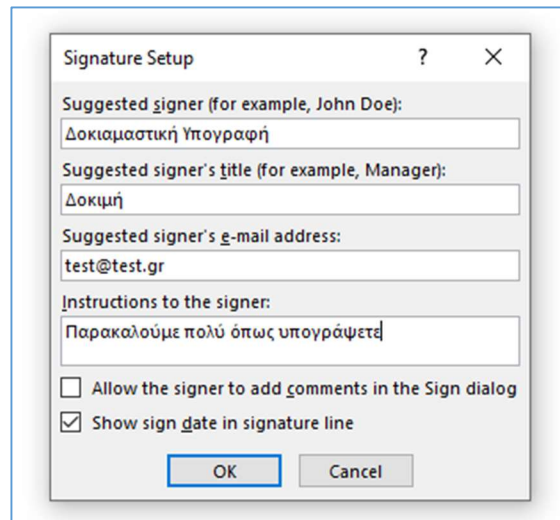 Signature Setup ?
Suggested signer (for example, John Doe):
Δοκιαμαστική Υπογραφή
Suggested signer's title (for example, Manager):
Δοκιμή
Suggested signer's e-mail address:
test@test.gr
Instructions to the signer:
Παρακαλούμε πολύ όπως υπογράψετε
Allow the signer to add comments in the Sign dialog
Show sign date in signature line
OK Cancel